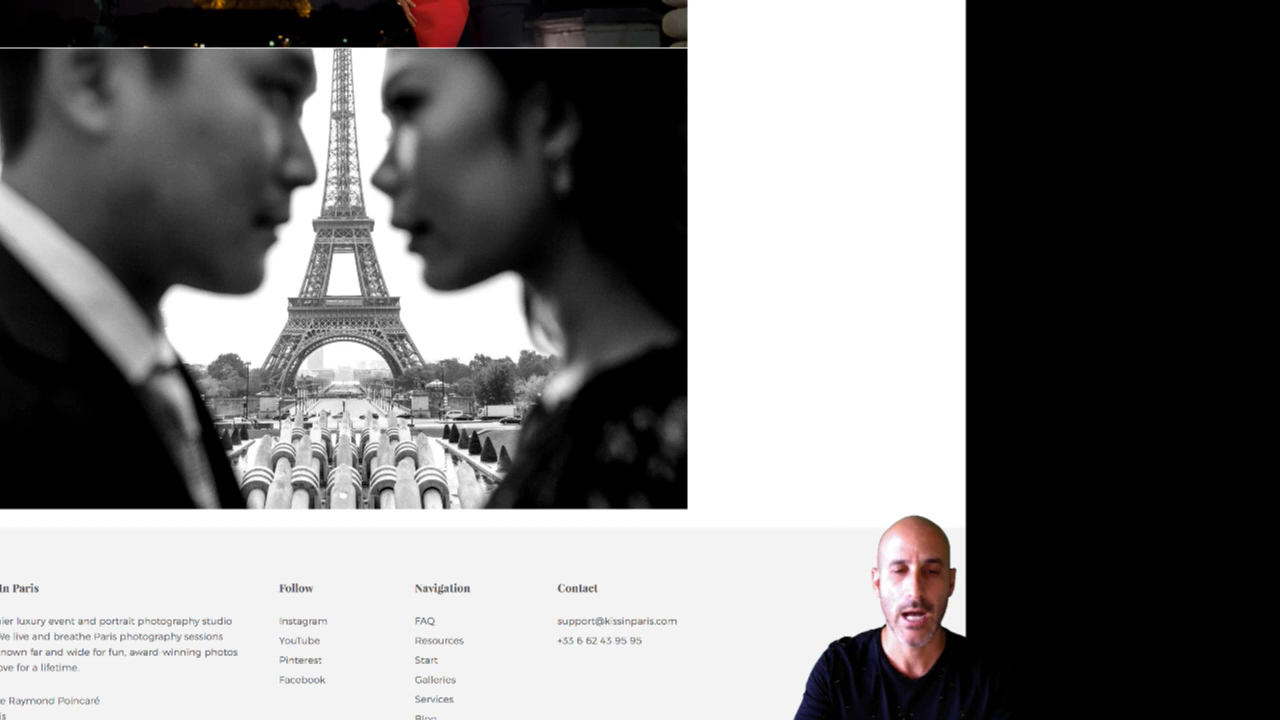 In Paris
ier luxury event and portrait photography studio
We live and breathe Paris photography sessions
nown far and wide for fun, award-winning photos
ove for a lifetime.
e Raymond Poincaré
is
Follow
Instagram
YouTube
Pinterest
Facebook
Navigation
FAQ
Resources
Start
Galleries
Services
Blog
Contact
support@kissinparis.com
+33 6 62 43 95 95